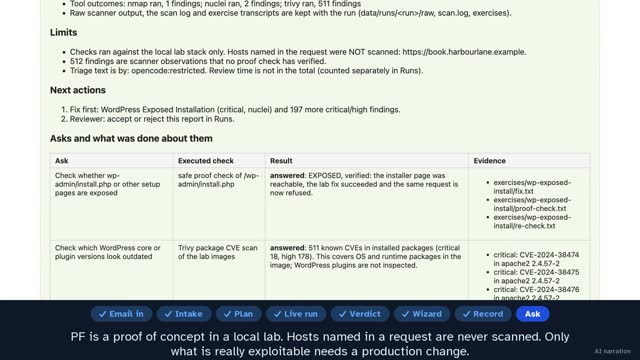 Tool outcomes: nmap ran, 1 findings; nuclei ran, 2 findings; trivy ran, 511 findings
Raw scanner output, the scan log and exercise transcripts are kept with the run (data/runs/<run>/raw, scan.log, exercises).
Limits
Checks ran against the local lab stack only. Hosts named in the request were NOT scanned: https://book.harbourlane.example.
512 findings are scanner observations that no proof check has verified.
Triage text is by: opencode:restricted. Review time is not in the total (counted separately in Runs).
Next actions
1. Fix first: WordPress Exposed Installation (critical, nuclei) and 197 more critical/high findings.
2. Reviewer: accept or reject this report in Runs.
Asks and what was done about them
Ask Executed check Result Evidence
Check whether wp-
admin/install.php or other setup
pages are exposed
safe proof check of /wp-
admin/install.php
answered: EXPOSED, verified: the installer page was
reachable, the lab fix succeeded and the same request is
now refused.
exercises/wp-exposed-
install/fix.txt
exercises/wp-exposed-
install/proof-check.txt
exercises/wp-exposed-
install/re-check.txt
Check which WordPress core or
plugin versions look outdated
Trivy package CVE scan
of the lab images
answered: 511 known CVEs in installed packages (critical
18, high 178). This covers OS and runtime packages in the
image; WordPress plugins are not inspected.
critical: CVE-2024-38474
in apache2 2.4.57-2
critical: CVE-2024-38475
in apache2 2.4.57-2
critical: CVE-2024-38476
in apache2 2.4.57-2
✓ Email in ✓ Intake ✓ Plan ✓ Live run ✓ Verdict ✓ Wizard ✓ Record Ask
PF is a proof of concept in a local lab. Hosts named in a request are never scanned. Only
what is really exploitable needs a production change.
AI narration